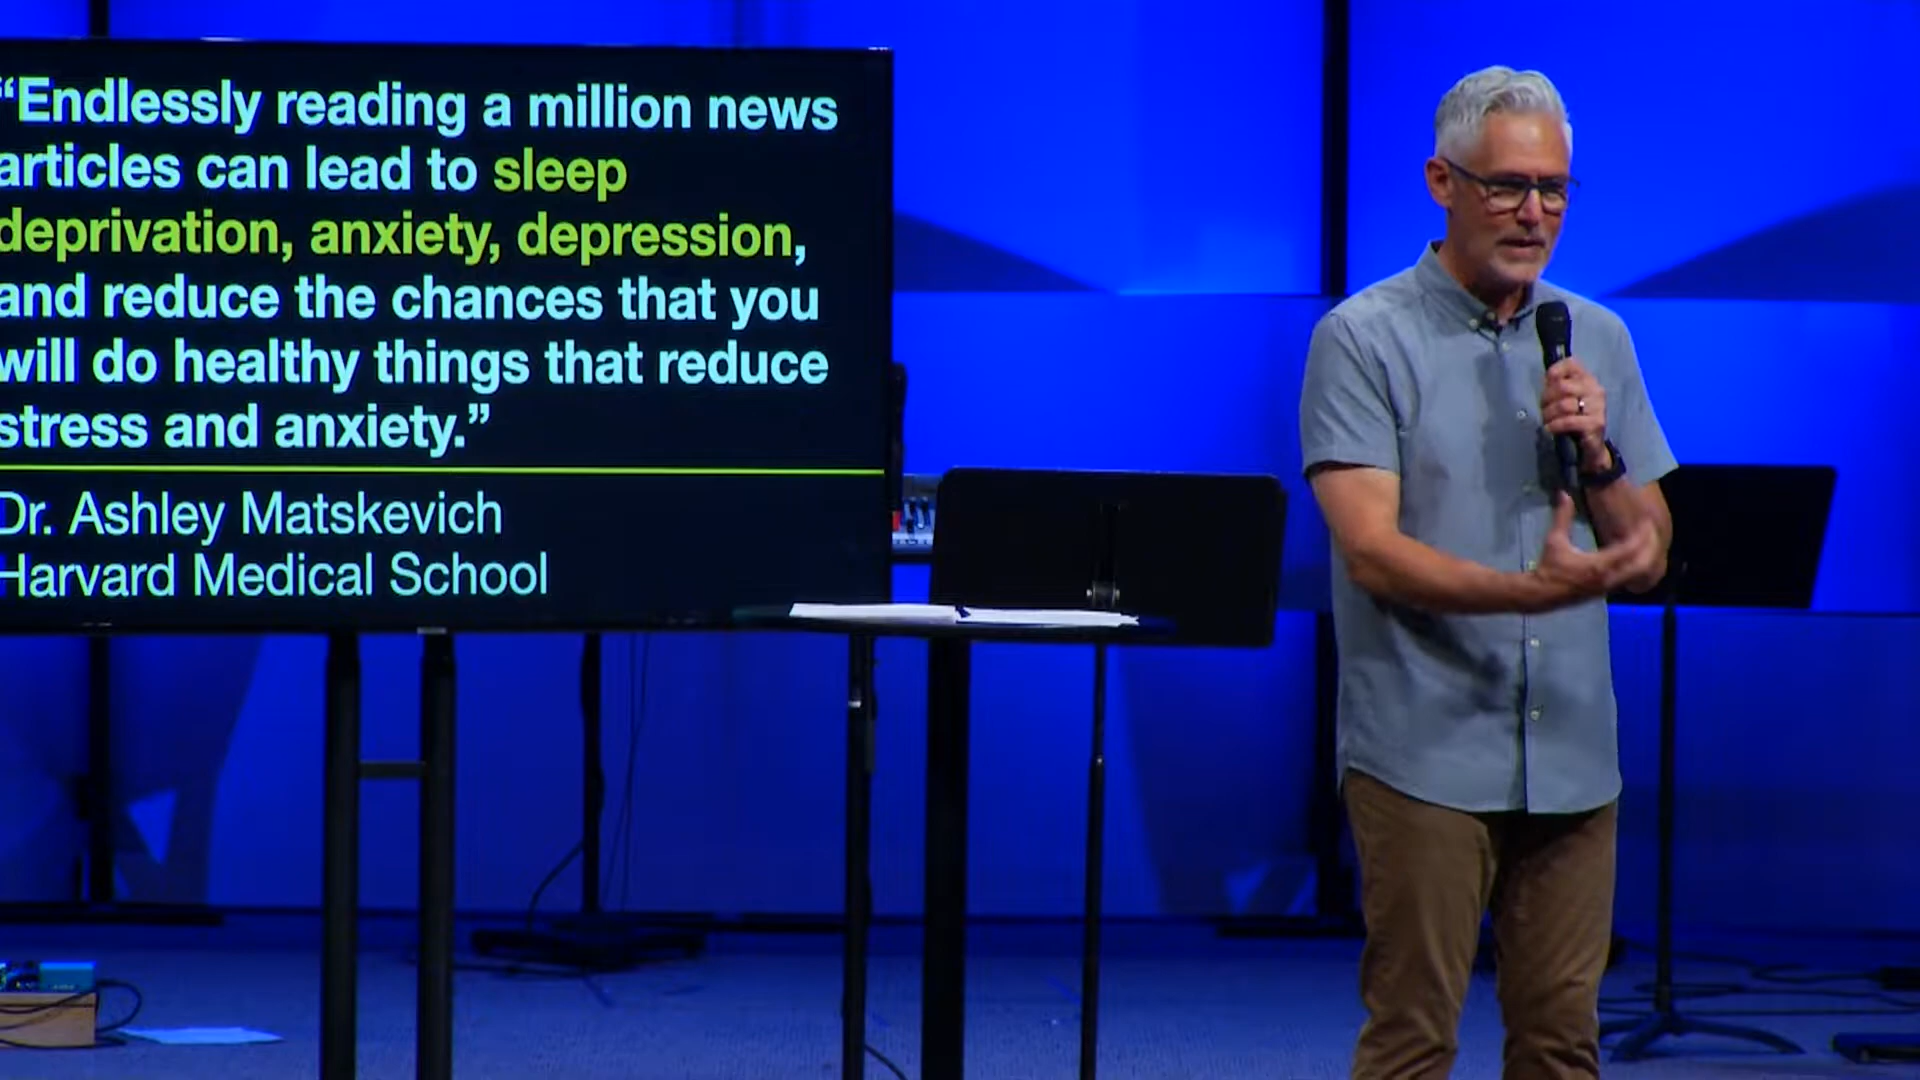 “Endlessly reading a million news
articles can lead to sleep
deprivation, anxiety, depression,
and reduce the chances that you
will do healthy things that reduce
stress and anxiety.”
Dr. Ashley Matskevich
Harvard Medical School